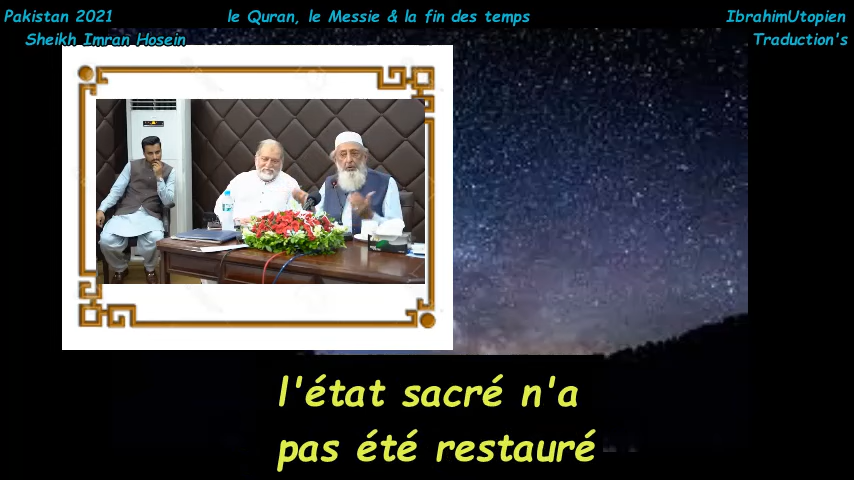 Pakistan 2021 le Quran, le Messie & la fin des temps IbrahimUtopien
Sheikh Imran Hosein Traduction's
l'état sacré n'a
pas été restauré